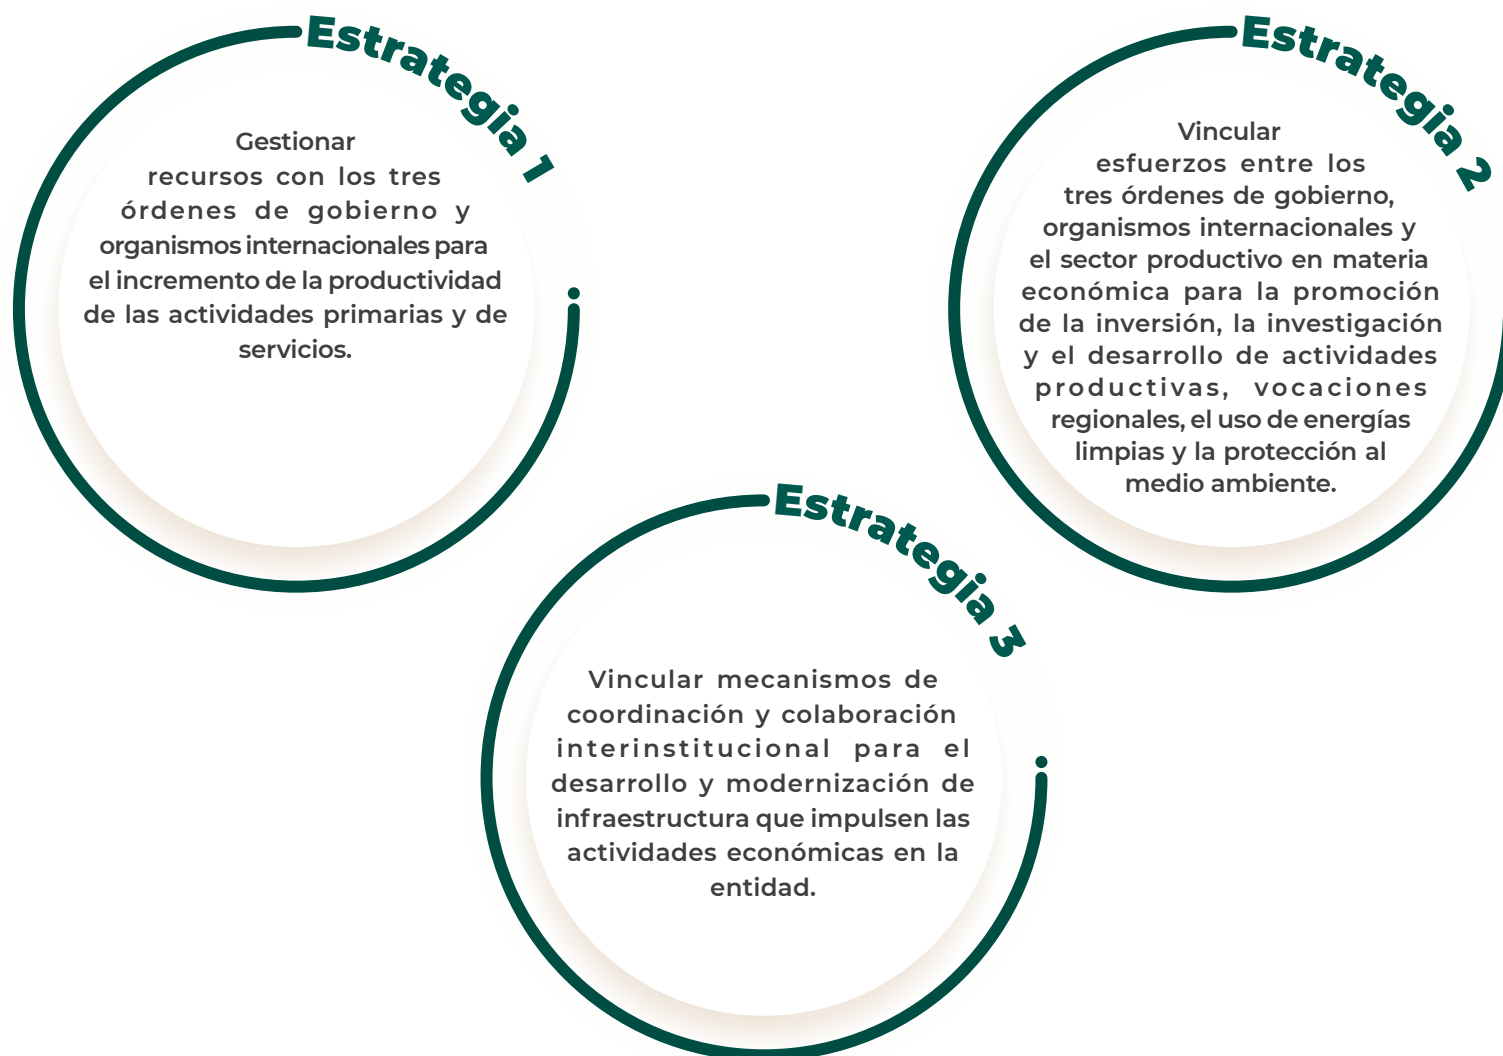 Estrategia 1
Gestionar
recursos con los tres
órdenes de gobierno y
organismos internacionales para
el incremento de la productividad
de las actividades primarias y de
servicios.
Estrategia 2
Vincular
esfuerzos entre los
tres órdenes de gobierno,
organismos internacionales y
el sector productivo en materia
económica para la promoción
de la inversión, la investigación
y el desarrollo de actividades
productivas, vocaciones
regionales, el uso de energías
limpias y la protección al
medio ambiente.
Estrategia 3
Vincular mecanismos de
coordinación y colaboración
interinstitucional para el
desarrollo y modernización de
infraestructura que impulsen las
actividades económicas en la
entidad.